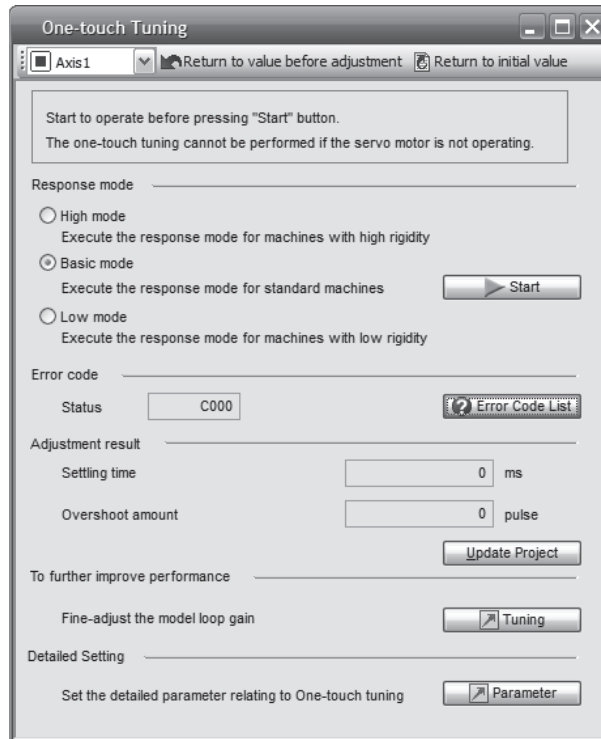 One-touch Tuning
Axis1 Return to value before adjustment Return to initial value
Start to operate before pressing "Start" button.
The one-touch tuning cannot be performed if the servo motor is not operating.
Response mode
High mode
Execute the response mode for machines with high rigidity
Basic mode
Execute the response mode for standard machines Start
Low mode
Execute the response mode for machines with low rigidity
Error code
Status C000 Error Code List
Adjustment result
Settling time 0 ms
Overshoot amount 0 pulse
Update Project
To further improve performance
Fine-adjust the model loop gain Tuning
Detailed Setting
Set the detailed parameter relating to One-touch tuning Parameter